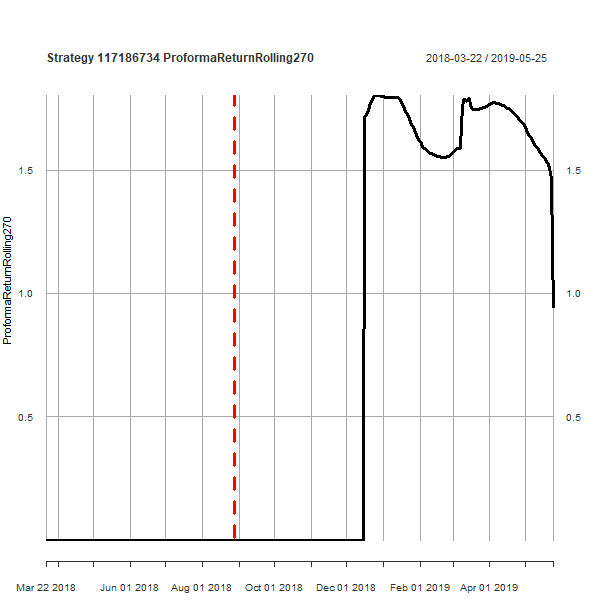 Strategy 117186734 ProformaReturnRolling270
2018-03-22 / 2019-05-25
ProformaReturnRolling270
1.5
1.5
1.0
1.0
0.5
0.5
Mar 22 2018
Jun 01 2018
Aug 01 2018
Oct 01 2018
Dec 01 2018
Feb 01 2019
Apr 01 2019